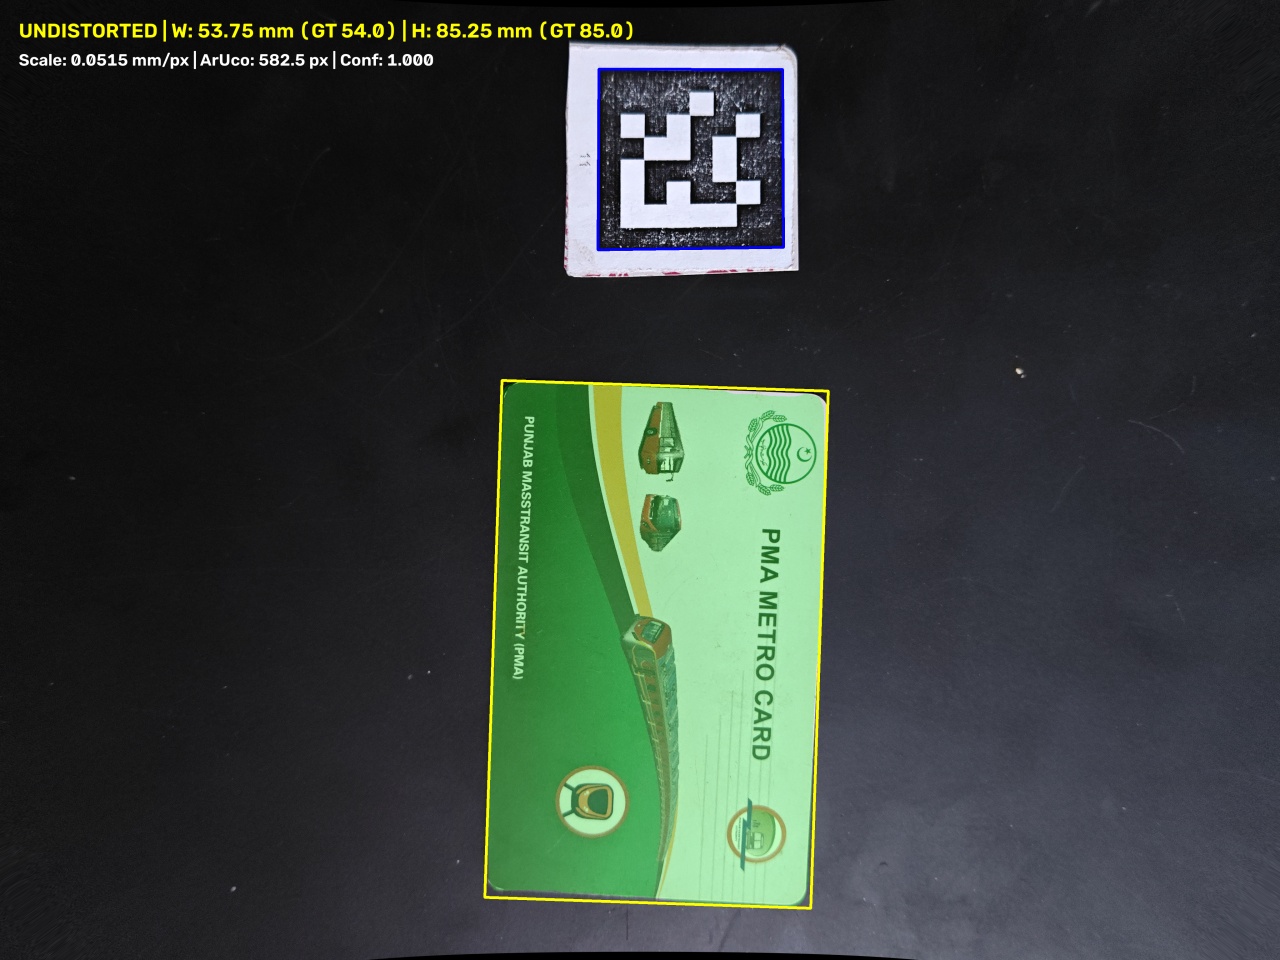 UNDISTORTED | W: 53.75 mm (GT 54.0) | H: 85.25 mm (GT 85.0)
Scale: 0.0515 mm/px | ArUco: 582.5 px | Conf: 1.000
PMA METRO CARD
PUNJAB MASSTRANSIT AUTHORITY (PMA)